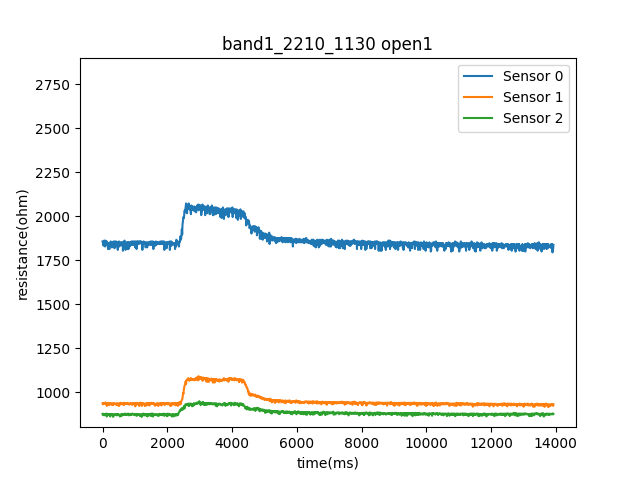 band1_2210_1130 open1
Sensor 0
Sensor 1
Sensor 2
resistance(ohm)
2750
2500
2250
2000
1750
1500
1250
1000
0 2000 4000 6000 8000 10000 12000 14000
time(ms)